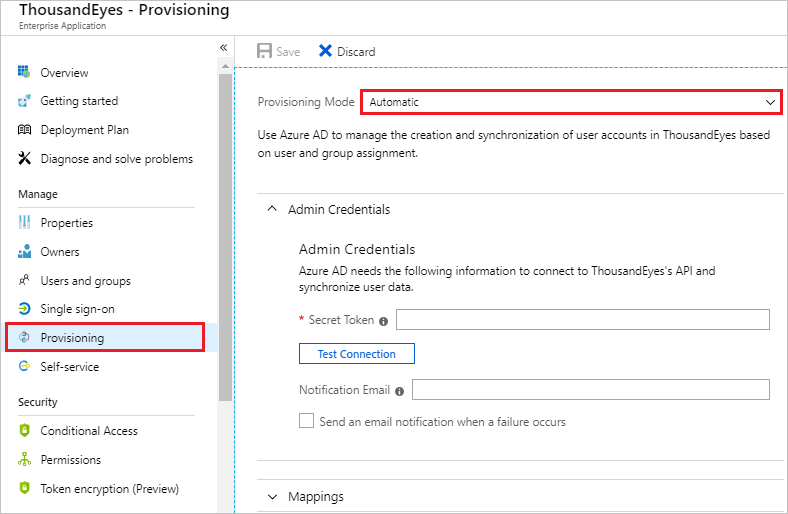 ThousandEyes - Provisioning
Enterprise Application
«
Save
Discard
Overview
Getting started
Deployment Plan
Diagnose and solve problems
Manage
Properties
Owners
Users and groups
Single sign-on
Provisioning
Self-service
Security
Conditional Access
Permissions
Token encryption (Preview)
Provisioning Mode
Automatic
Use Azure AD to manage the creation and synchronization of user accounts in ThousandEyes based
on user and group assignment.
Admin Credentials
Admin Credentials
Azure AD needs the following information to connect to ThousandEyes's API and
synchronize user data.
* Secret Token
Test Connection
Notification Email
Send an email notification when a failure occurs
Mappings